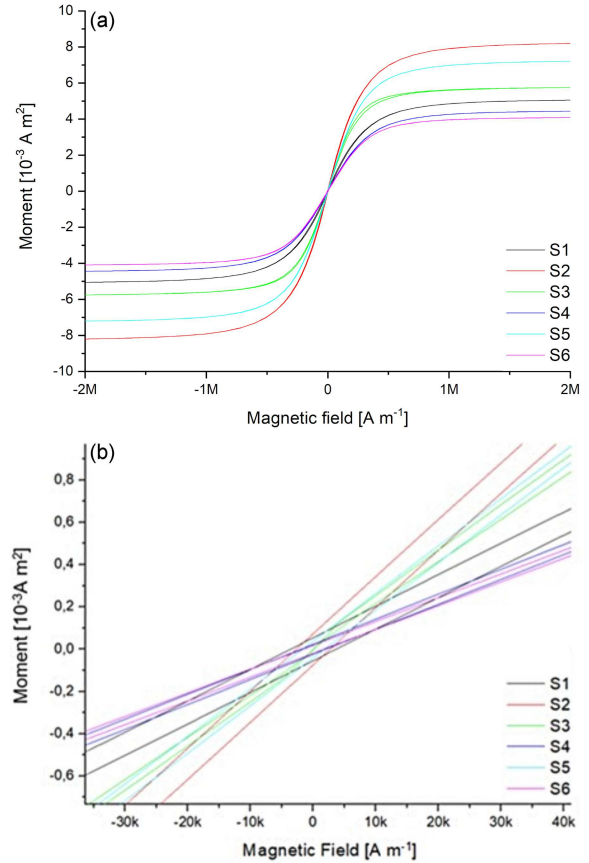 (a)
10
8
6
4
2
0
-2
-4
-6
-8
-10
Moment [10⁻³ A m²]
S1
S2
S3
S4
S5
S6
-2M -1M 0 1M 2M
Magnetic field [A m⁻¹]
(b)
0,8
0,6
0,4
0,2
0,0
-0,2
-0,4
-0,6
Moment [10⁻³A m²]
S1
S2
S3
S4
S5
S6
-30k -20k -10k 0 10k 20k 30k 40k
Magnetic Field [A m⁻¹]